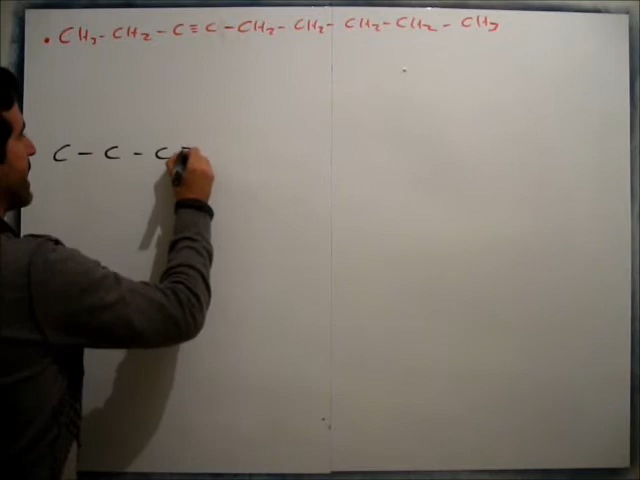 • CH₃- CH₂ - C ≡ C - CH₂ - CH₂ - CH₂ - CH₂ - CH₃
C - C - C